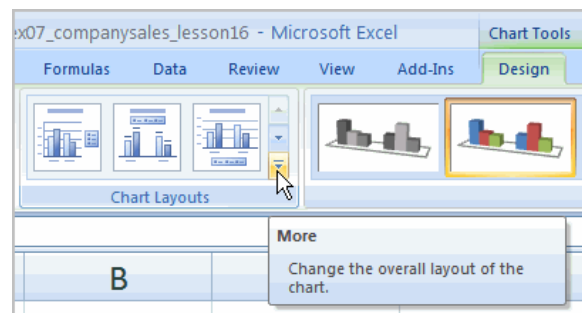 ex07_companysales_lesson16 - Microsoft Excel Chart Tools
Formulas Data Review View Add-Ins Design
Chart Layouts
More
Change the overall layout of the
chart.
B